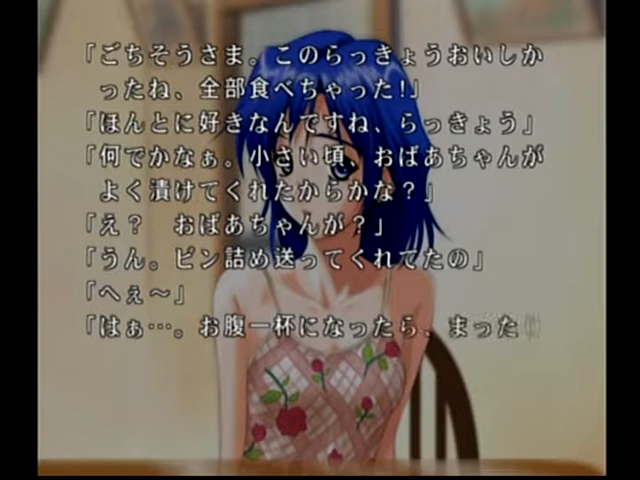 「ごちそうさま。このらっきょうおいしか
ったね、全部食べちゃった!」
「ほんとに好きなんですね、らっきょう」
「何でかなぁ。小さい頃、おばあちゃんが
よく漬けてくれたからかな？」
「え？　おばあちゃんが？」
「うん。ビン詰め送ってくれてたの」
「へぇ〜」
「はぁ…。お腹一杯になったら、まった